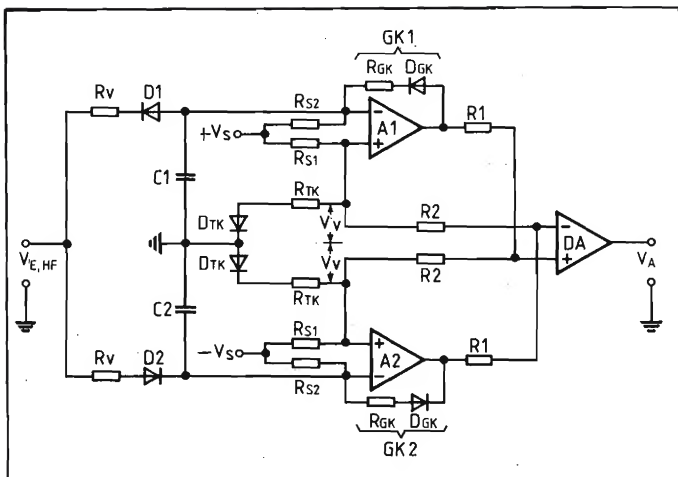 GK1
RGK DGK
Rv D1
RS2
− A1
R1
+Vs
RS1
+
C1
RTK
DTK
Vv
R2
−
DA
VE,HF
Vv
VA
DTK
R2
+
RTK
C2
RS1
−Vs
+
A2
R1
Rv D2
RS2
−
RGK DGK
GK2